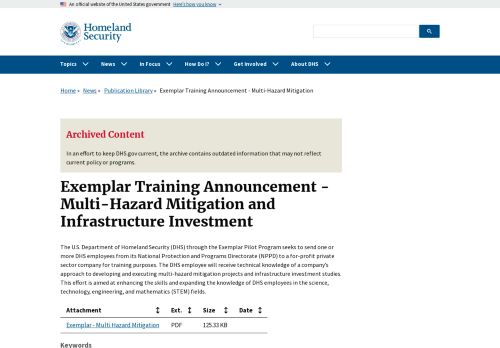 An official website of the United States government Here's how you know
Homeland
Security
Topics News In Focus How Do I? Get Involved About DHS
Home » News » Publication Library » Exemplar Training Announcement - Multi-Hazard Mitigation
Archived Content
In an effort to keep DHS.gov current, the archive contains outdated information that may not reflect
current policy or programs.
Exemplar Training Announcement -
Multi-Hazard Mitigation and
Infrastructure Investment
The U.S. Department of Homeland Security (DHS) through the Exemplar Pilot Program seeks to send one or
more DHS employees from its National Protection and Programs Directorate (NPPD) to a for-profit private
sector company for training purposes. The DHS employee will receive technical knowledge of a company's
approach to developing and executing multi-hazard mitigation projects and infrastructure investment studies.
This effort is aimed at enhancing the skills and expanding the knowledge of DHS employees in the science,
technology, engineering, and mathematics (STEM) fields.
Attachment Ext. Size Date
Exemplar - Multi Hazard Mitigation PDF 125.33 KB
Keywords